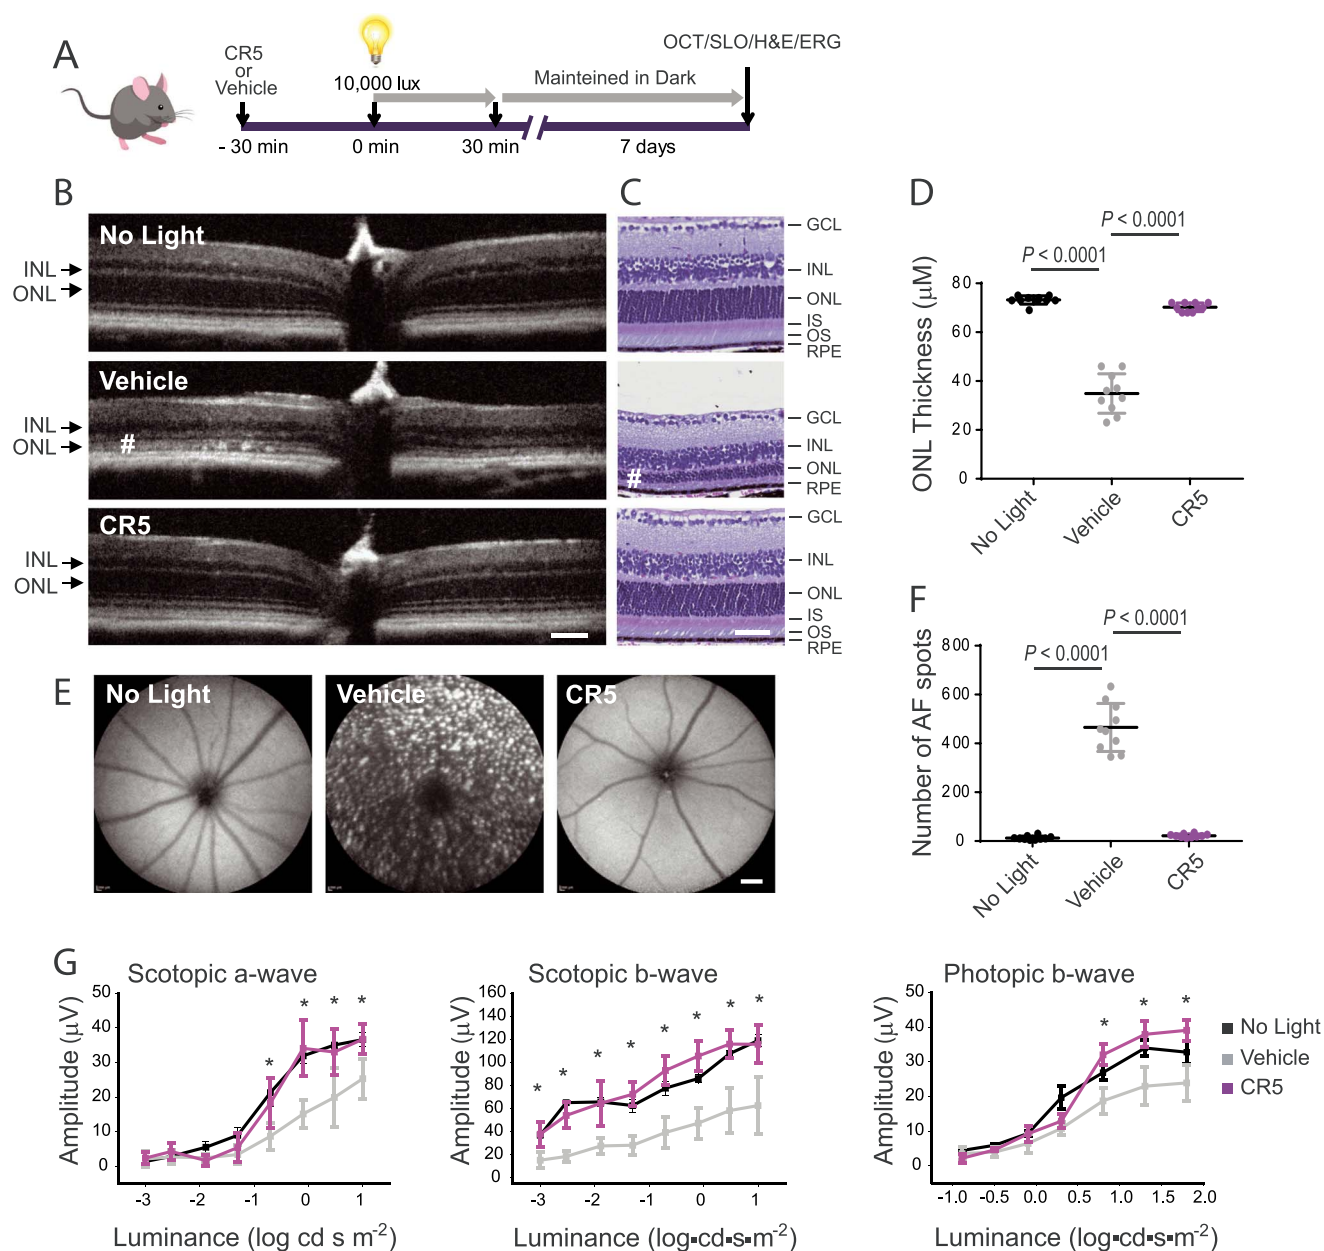 A
CR5
or
Vehicle
10,000 lux
Mainteined in Dark
OCT/SLO/H&E/ERG
- 30 min
0 min
30 min
7 days
B
No Light
INL
ONL
Vehicle
INL
#
ONL
CR5
INL
ONL
C
GCL
INL
ONL
IS
OS
RPE
GCL
INL
ONL
#
RPE
GCL
INL
ONL
IS
OS
RPE
D
P < 0.0001
P < 0.0001
ONL Thickness (µM)
80
60
40
20
0
No Light
Vehicle
CR5
E
No Light
Vehicle
CR5
F
P < 0.0001
P < 0.0001
Number of AF spots
800
600
400
200
0
No Light
Vehicle
CR5
G
Scotopic a-wave
Amplitude (µV)
50
40
30
20
10
0
* * * *
-3 -2 -1 0 1
Luminance (log cd s m-2)
Scotopic b-wave
Amplitude (µV)
160
140
120
100
80
60
40
20
0
* * * * * * * *
-3 -2 -1 0 1
Luminance (log▪cd▪s▪m-2)
Photopic b-wave
Amplitude (µV)
50
40
30
20
10
0
* * *
-1.0 -0.5 0.0 0.5 1.0 1.5 2.0
Luminance (log▪cd▪s▪m-2)
No Light
Vehicle
CR5